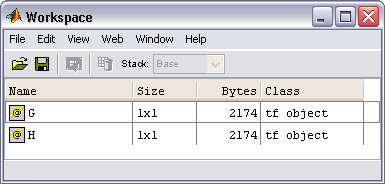 Workspace
File Edit View Web Window Help
Stack: Base
Name Size Bytes Class
@ G 1x1 2174 tf object
@ H 1x1 2174 tf object